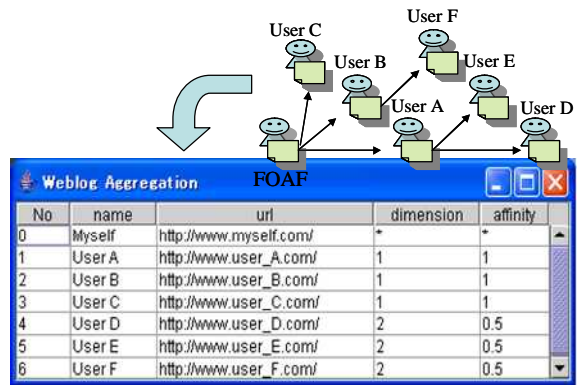 User F
User C
User B
User E
User A
User D
FOAF
Weblog Aggregation
No name url dimension affinity
0 Myself http://www.myself.com/ * *
1 User A http://www.user_A.com/ 1 1
2 User B http://www.user_B.com/ 1 1
3 User C http://www.user_C.com/ 1 1
4 User D http://www.user_D.com/ 2 0.5
5 User E http://www.user_E.com/ 2 0.5
6 User F http://www.user_F.com/ 2 0.5